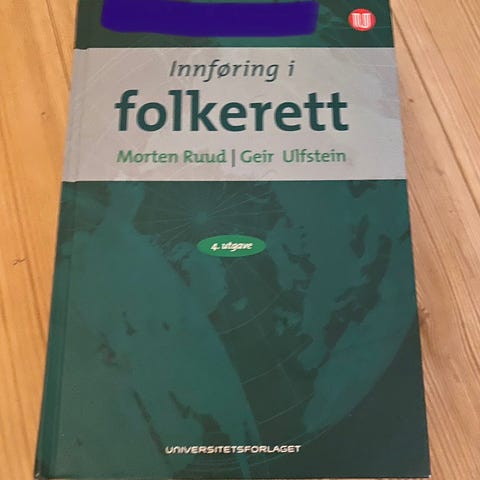 Innføring i
folkerett
Morten Ruud | Geir Ulfstein
4. utgave
UNIVERSITETSFORLAGET